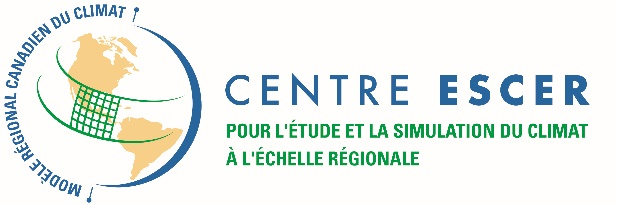 MODÈLE RÉGIONAL CANADIEN DU CLIMAT
CENTRE ESCER
POUR L'ÉTUDE ET LA SIMULATION DU CLIMAT
À L'ÉCHELLE RÉGIONALE